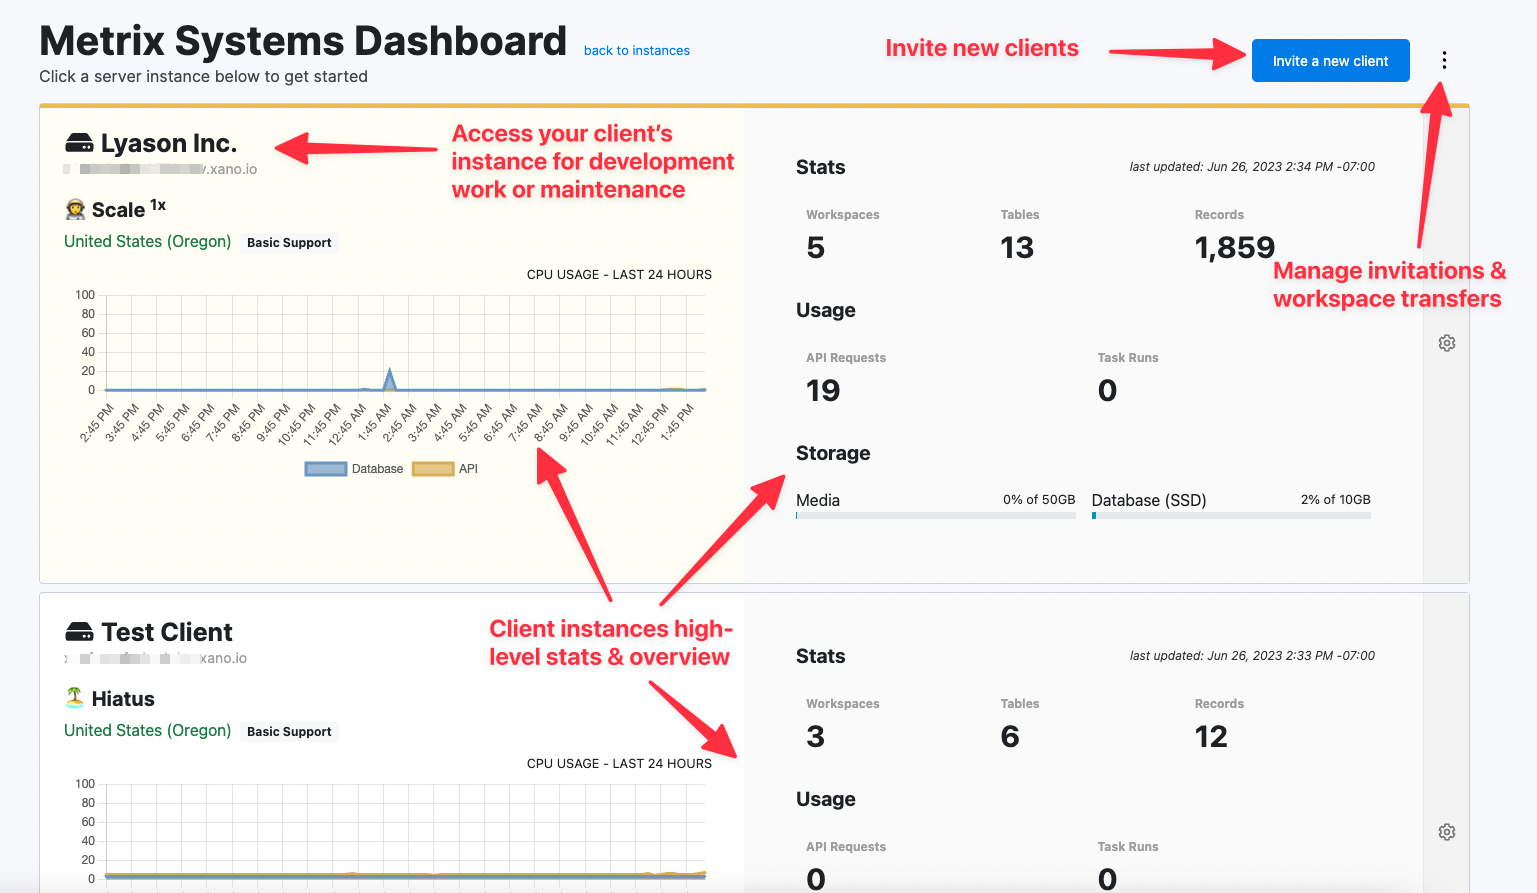 Metrix Systems Dashboard back to instances
Click a server instance below to get started
Invite new clients
Invite a new client
Lyason Inc.
.xano.io
Access your client's
instance for development
work or maintenance
Scale 1x
United States (Oregon) Basic Support
CPU USAGE - LAST 24 HOURS
100
80
60
40
20
0
2:45 PM 3:45 PM 4:45 PM 5:45 PM 6:45 PM 7:45 PM 8:45 PM 9:45 PM 10:45 PM 11:45 PM 12:45 AM 1:45 AM 2:45 AM 3:45 AM 4:45 AM 5:45 AM 6:45 AM 7:45 AM 8:45 AM 9:45 AM 10:45 AM 11:45 AM 12:45 PM 1:45 PM
Database API
Stats last updated: Jun 26, 2023 2:34 PM -07:00
Workspaces Tables Records
5 13 1,859
Manage invitations &
workspace transfers
Usage
API Requests Task Runs
19 0
Storage
Media 0% of 50GB Database (SSD) 2% of 10GB
Client instances high-
level stats & overview
Test Client
xano.io
Hiatus
United States (Oregon) Basic Support
CPU USAGE - LAST 24 HOURS
100
80
60
40
20
0
Stats last updated: Jun 26, 2023 2:33 PM -07:00
Workspaces Tables Records
3 6 12
Usage
API Requests Task Runs
0 0